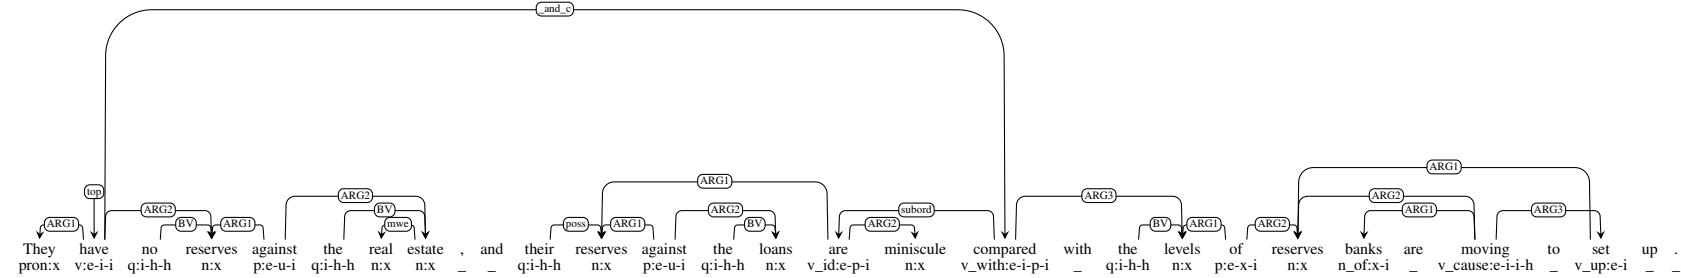 _and_c
ARG1
top
ARG1 ARG2 ARG3 ARG2
ARG2 BV ARG2 subord ARG1
ARG1 BV ARG1 mwe poss ARG1 BV ARG2 BV ARG1 ARG2 ARG3
They have no reserves against the real estate , and their reserves against the loans are miniscule compared with the levels of reserves banks are moving to set up .
pron:x v:e-i-i q:i-h-h n:x p:e-u-i q:i-h-h n:x n:x _ _ q:i-h-h n:x p:e-u-i q:i-h-h n:x v_id:e-p-i n:x v_with:e-i-p-i _ q:i-h-h n:x p:e-x-i n:x n_of:x-i _ v_cause:e-i-i-h _ v_up:e-i _ _